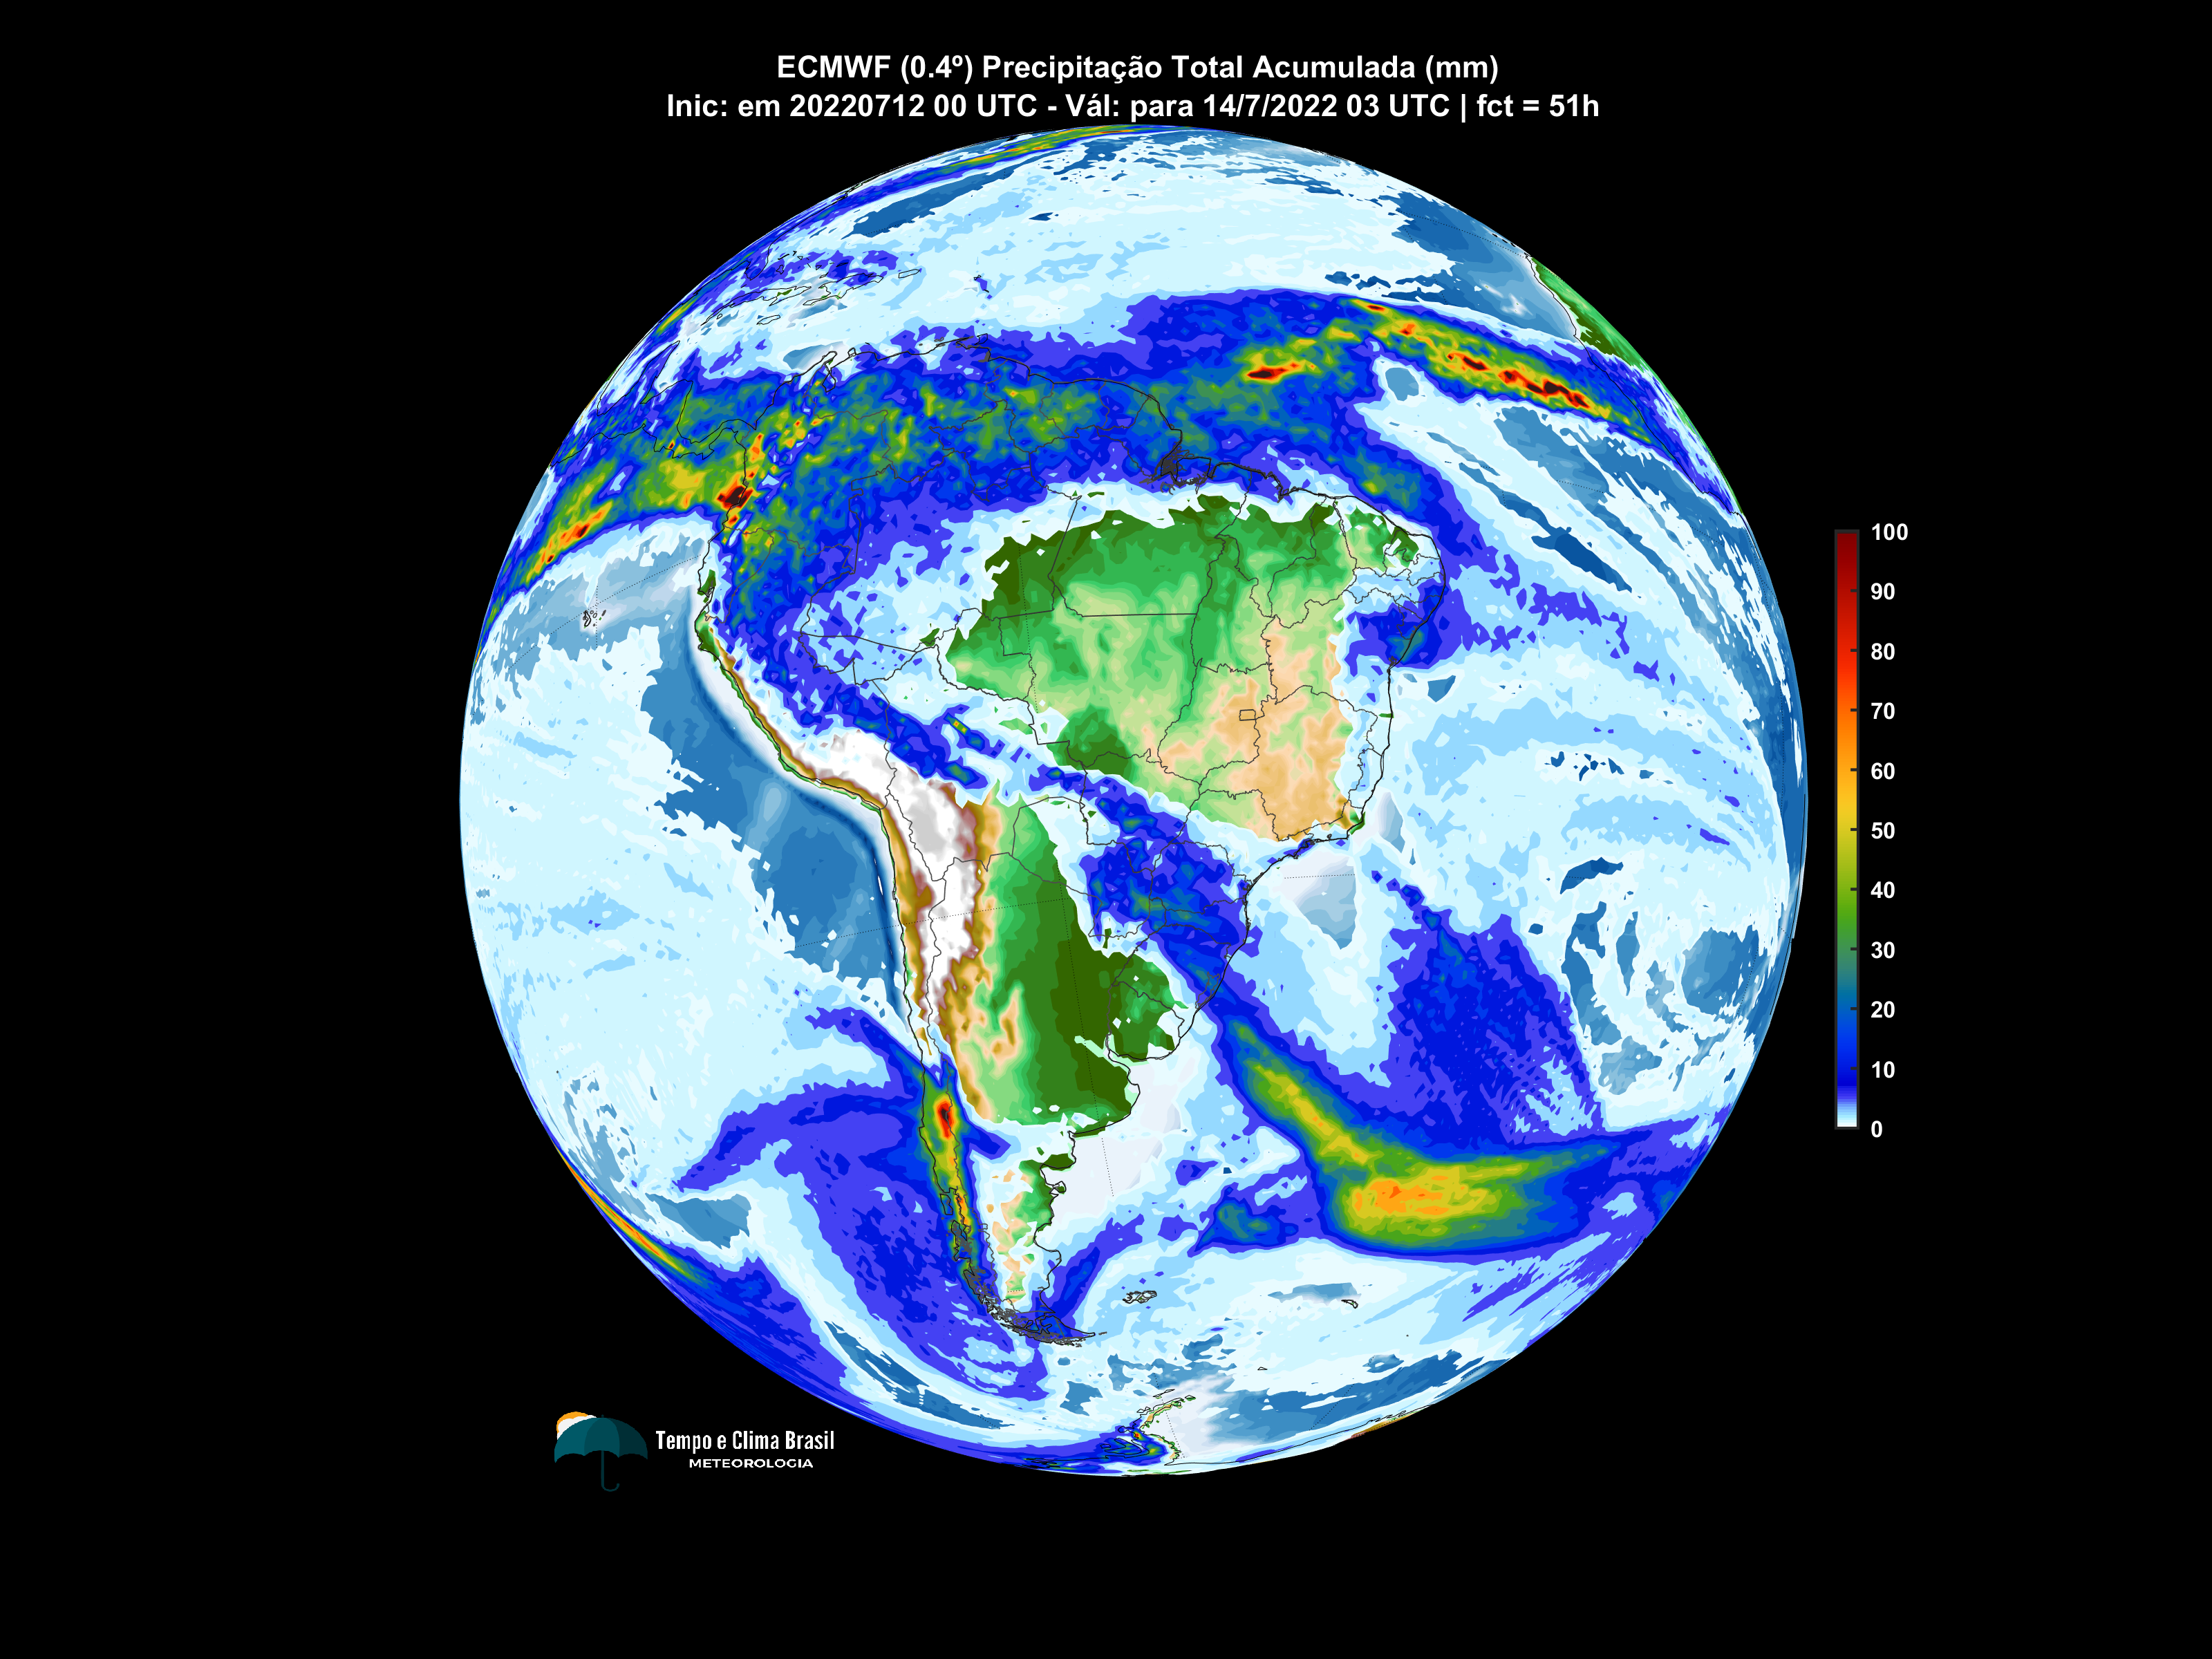 ECMWF (0.4º) Precipitação Total Acumulada (mm)
Inic: em 20220712 00 UTC - Vál: para 14/7/2022 03 UTC | fct = 51h
100
90
80
70
60
50
40
30
20
10
0
Tempo e Clima Brasil
METEOROLOGIA